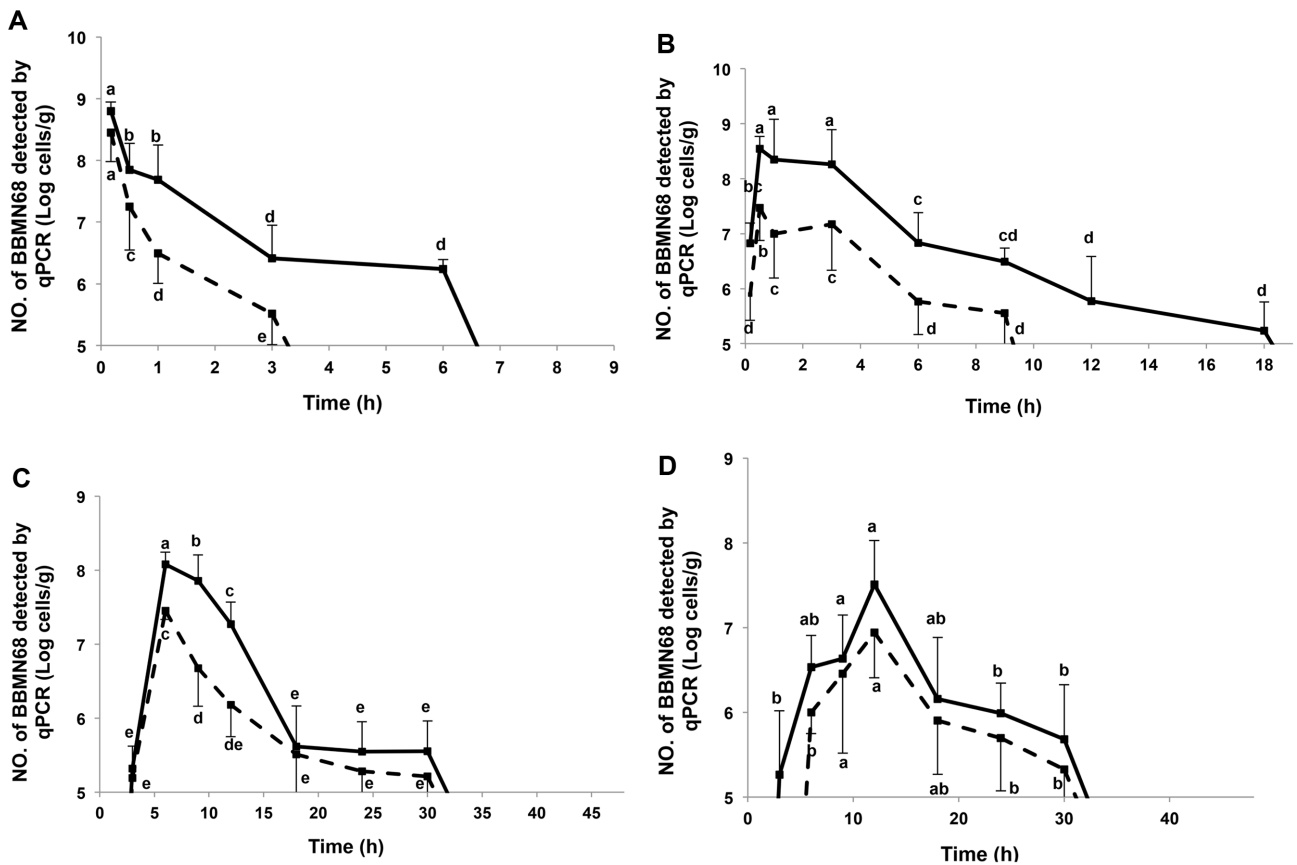 A
NO. of BBMN68 detected by
qPCR (Log cells/g)
10
9
8
7
6
5
a
b
b
d
d
a
c
d
e
0 1 2 3 4 5 6 7 8 9
Time (h)
B
NO. of BBMN68 detected by
qPCR (Log cells/g)
10
9
8
7
6
5
a
a
a
bc
c
cd
d
d
b
c
c
d
d
d
0 2 4 6 8 10 12 14 16 18
Time (h)
C
NO. of BBMN68 detected by
qPCR (Log cells/g)
9
8
7
6
5
a
b
c
e
e
e
e
c
d
de
e
e
e
e
0 5 10 15 20 25 30 35 40 45
Time (h)
D
NO. of BBMN68 detected by
qPCR (Log cells/g)
9
8
7
6
5
a
a
ab
ab
b
b
b
a
b
a
ab
b
b
0 10 20 30 40
Time (h)